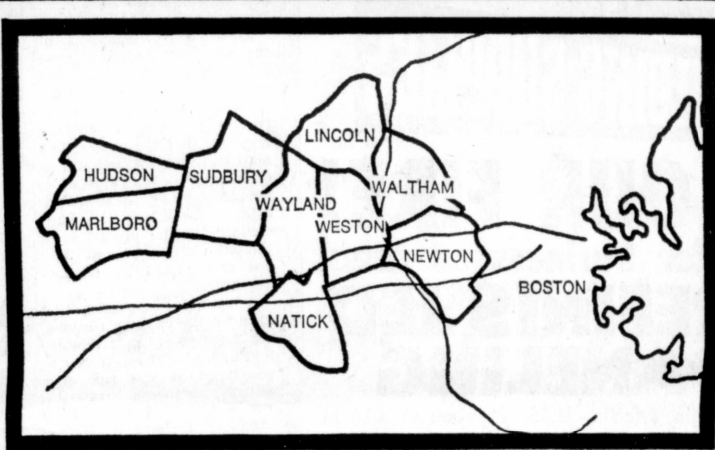 LINCOLN
HUDSON
SUDBURY
WALTHAM
WAYLAND
MARLBORO
WESTON
NEWTON
BOSTON
NATICK